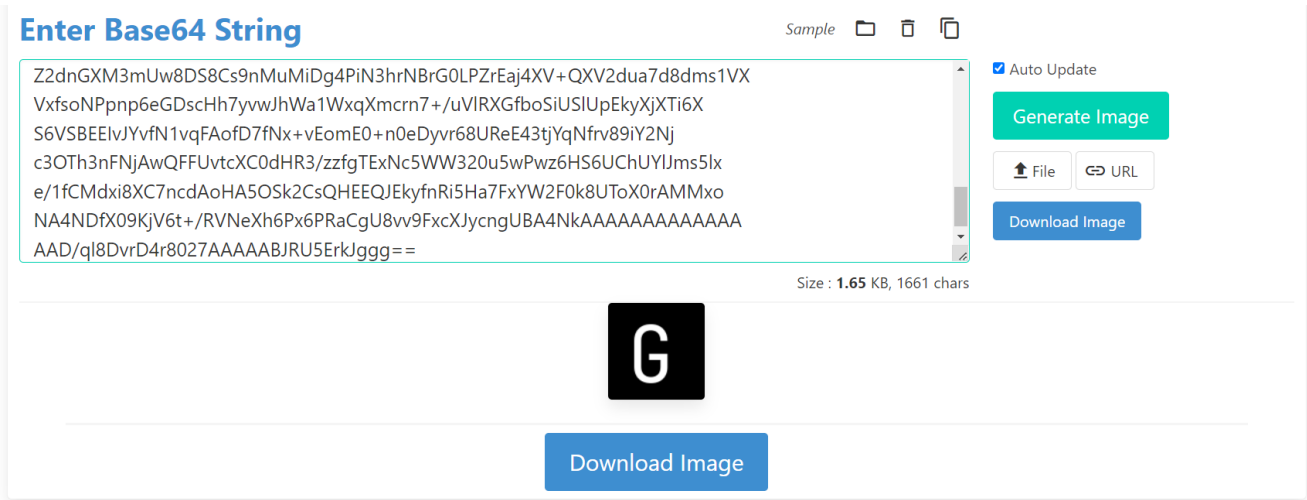 Enter Base64 String
Sample
Z2dnGXM3mUw8DS8Cs9nMuMiDg4PiN3hrNBrG0LPZrEaj4XV+QXV2dua7d8dms1VX
VxfsoNPpnp6eGDscHh7yvwJhWa1WxqXmcrn7+/uVlRXGfboSiUSlUpEkyXjXTi6X
S6VSBEEIvJYvfN1vqFAofD7fNx+vEomE0+n0eDyvr68UReE43tjYqNfrv89iY2Nj
c3OTh3nFNjAwQFFUvtcXC0dHR3/zzfgTExNc5WW320u5wPwz6HS6UChUYIJms5lx
e/1fCMdxi8XC7ncdAoHA5OSk2CsQHEEQJEkyfnRi5Ha7FxYW2F0k8UToX0rAMMxo
NA4NDfX09KjV6t+/RVNeXh6Px6PRaCgU8vv9FxcXJycngUBA4NkAAAAAAAAAAAAA
AAD/ql8DvrD4r8027AAAAABJRU5ErkJggg==
Auto Update
Generate Image
File
URL
Download Image
Size : 1.65 KB, 1661 chars
G
Download Image